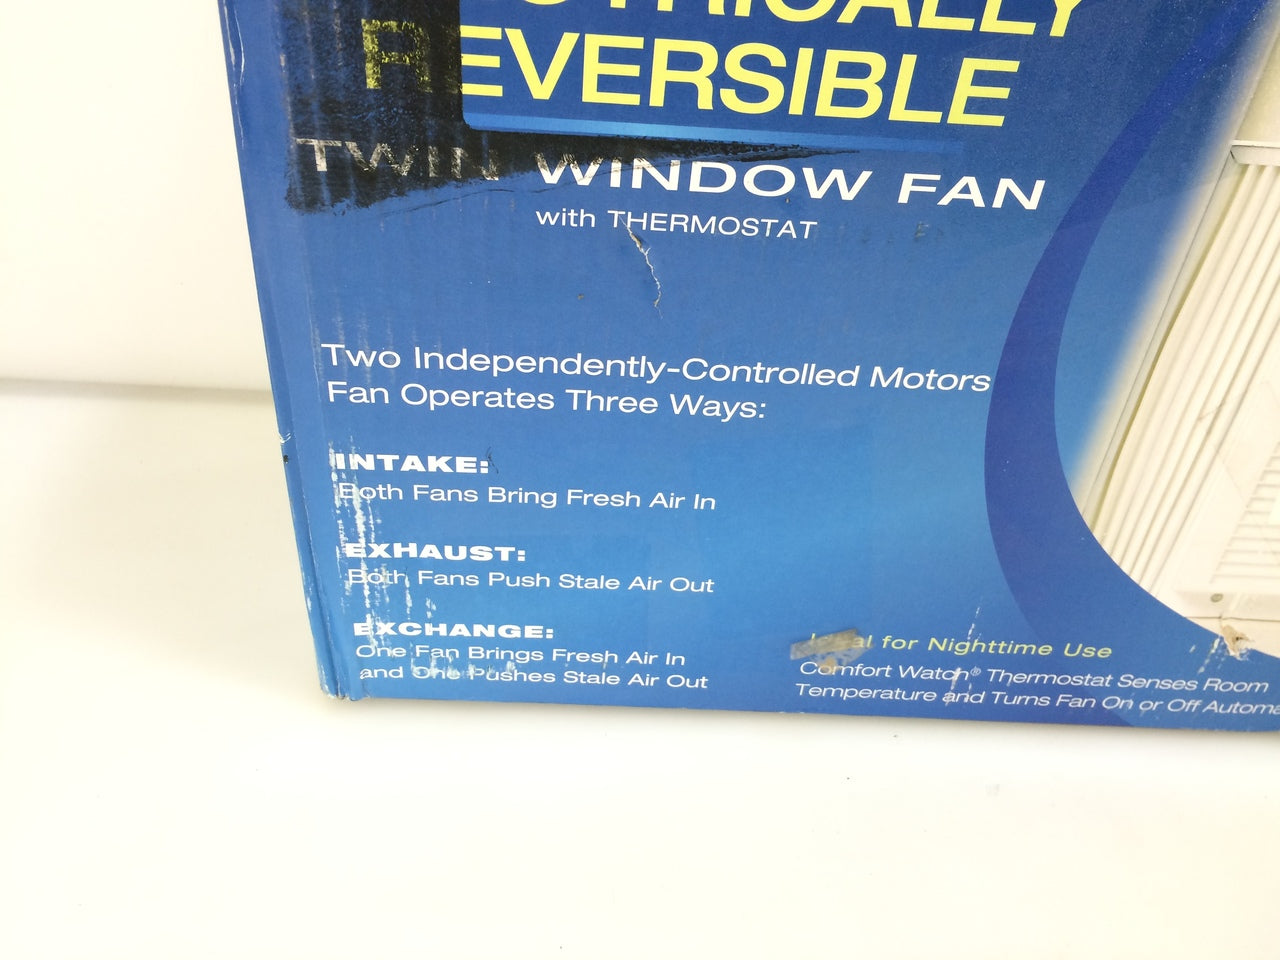 REVERSIBLE
TWIN WINDOW FAN
with THERMOSTAT
Two Independently-Controlled Motors
Fan Operates Three Ways:
INTAKE:
Both Fans Bring Fresh Air In
EXHAUST:
Both Fans Push Stale Air Out
EXCHANGE:
One Fan Brings Fresh Air In
and One Pushes Stale Air Out
Ideal for Nighttime Use
Comfort Watch® Thermostat Senses Room
Temperature and Turns Fan On or Off